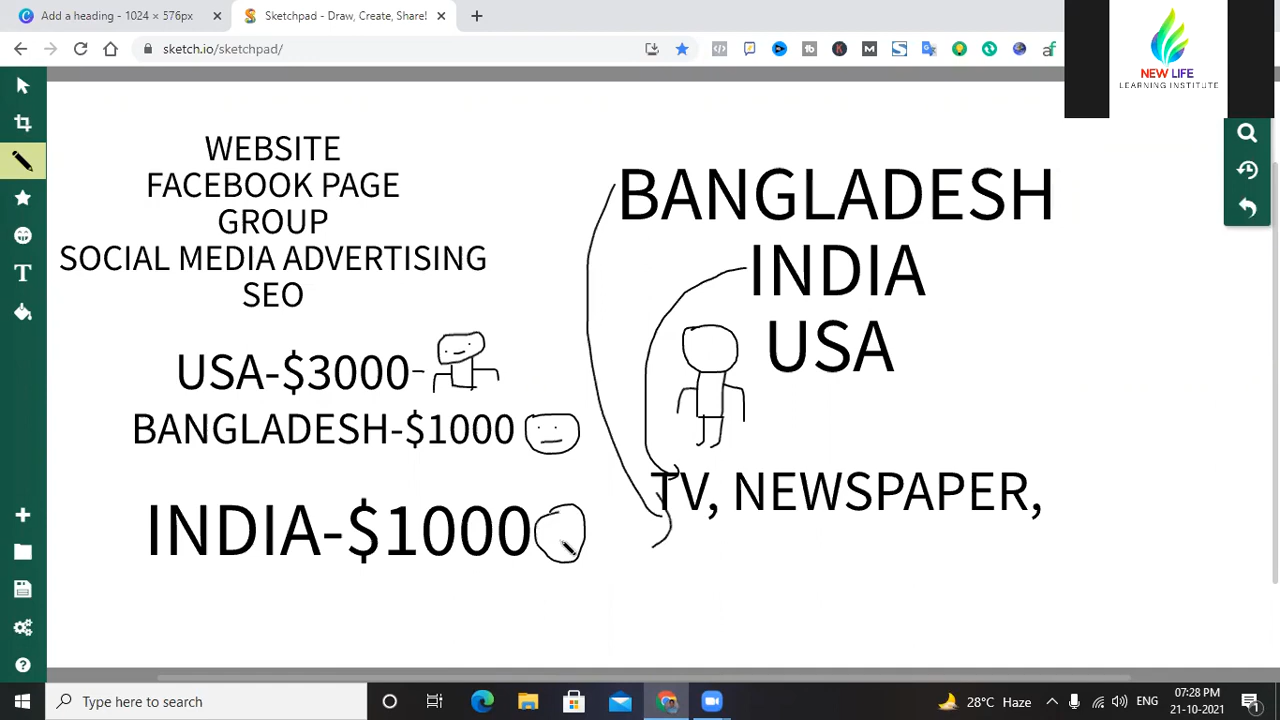 Add a heading - 1024 × 576px
Sketchpad - Draw, Create, Share!
sketch.io/sketchpad/
NEW LIFE
LEARNING INSTITUTE
WEBSITE
FACEBOOK PAGE
GROUP
SOCIAL MEDIA ADVERTISING
SEO
USA-$3000-
BANGLADESH-$1000
INDIA-$1000
BANGLADESH
INDIA
USA
TV, NEWSPAPER,
Type here to search
28°C Haze
ENG
07:28 PM
21-10-2021